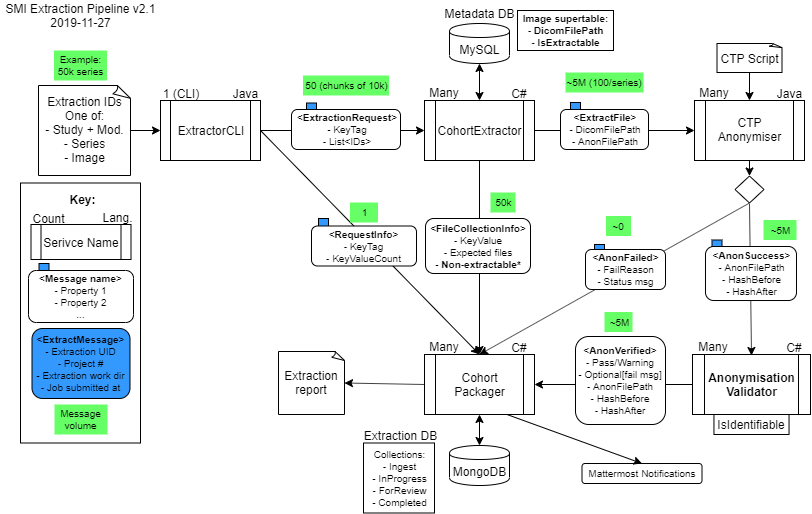 SMI Extraction Pipeline v2.1
2019-11-27
Example:
50k series
Extraction IDs
One of:
- Study + Mod.
- Series
- Image
1 (CLI)
Java
ExtractorCLI
50 (chunks of 10k)
<ExtractionRequest>
- KeyTag
- List<IDs>
Metadata DB
MySQL
Image supertable:
- DicomFilePath
- IsExtractable
Many
C#
CohortExtractor
~5M (100/series)
<ExtractFile>
- DicomFilePath
- AnonFilePath
CTP Script
Many
Java
CTP
Anonymiser
Key:
Count
Lang.
Serivce Name
<Message name>
- Property 1
- Property 2
...
<ExtractMessage>
- Extraction UID
- Project #
- Extraction work dir
- Job submitted at
Message
volume
1
<RequestInfo>
- KeyTag
- KeyValueCount
50k
<FileCollectionInfo>
- KeyValue
- Expected files
- Non-extractable*
~0
<AnonFailed>
- FailReason
- Status msg
~5M
<AnonSuccess>
- AnonFilePath
- HashBefore
- HashAfter
~5M
<AnonVerified>
- Pass/Warning
- Optional[fail msg]
- AnonFilePath
- HashBefore
- HashAfter
Extraction
report
Many
C#
Cohort
Packager
Many
C#
Anonymisation
Validator
IsIdentifiable
Extraction DB
Collections:
- Ingest
- InProgress
- ForReview
- Completed
MongoDB
Mattermost Notifications